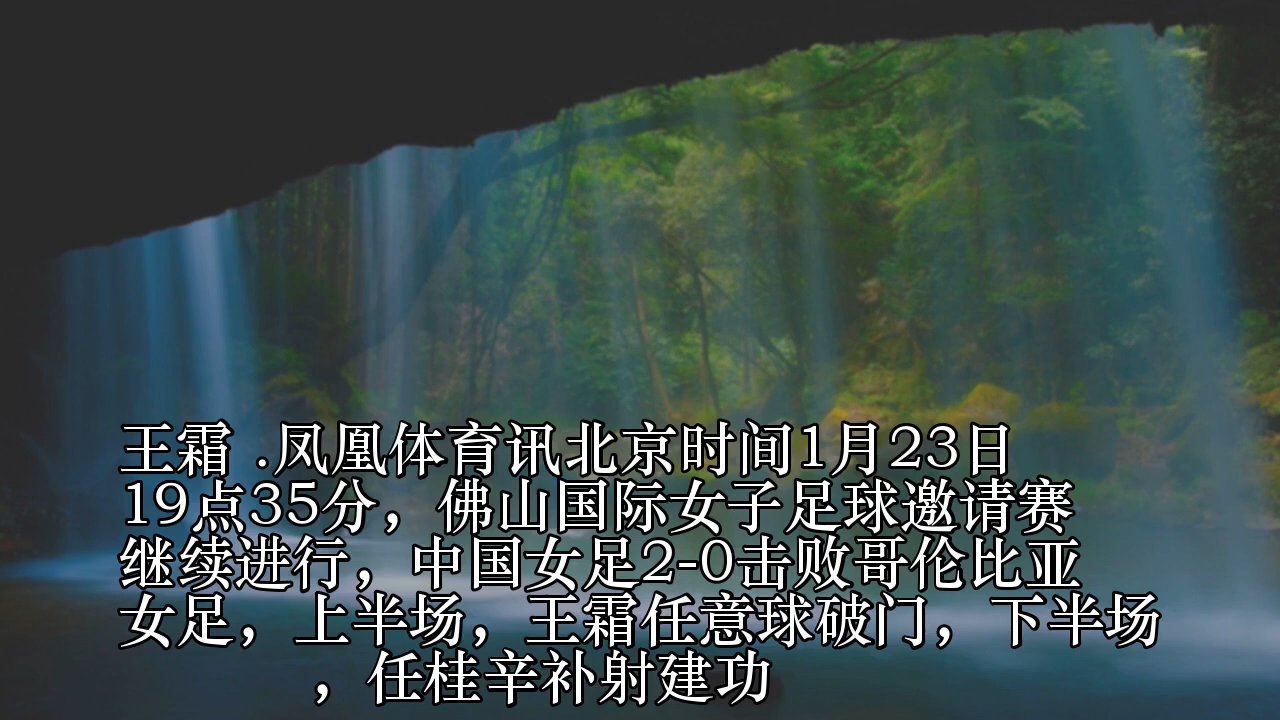 王霜 .凤凰体育讯北京时间1月23日
19点35分，佛山国际女子足球邀请赛
继续进行，中国女足2-0击败哥伦比亚
女足，上半场，王霜任意球破门，下半场
，任桂辛补射建功